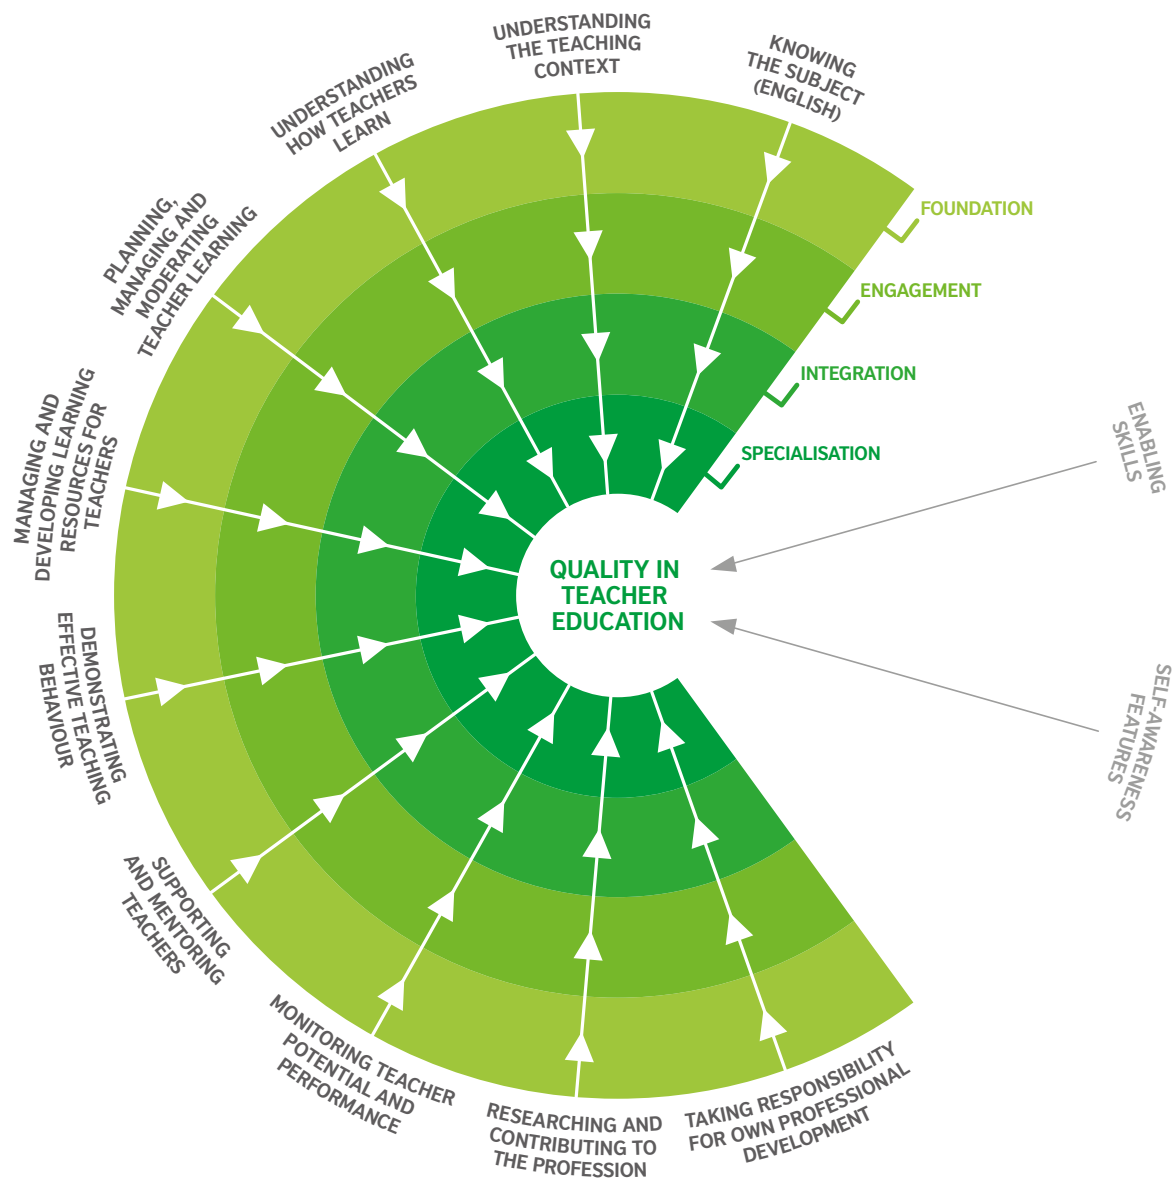 UNDERSTANDING
THE TEACHING
CONTEXT
KNOWING
THE SUBJECT
(ENGLISH)
UNDERSTANDING
HOW TEACHERS
LEARN
PLANNING,
MANAGING AND
MODERATING
TEACHER LEARNING
FOUNDATION
ENGAGEMENT
INTEGRATION
SPECIALISATION
MANAGING AND
DEVELOPING LEARNING
RESOURCES FOR
TEACHERS
ENABLING
SKILLS
QUALITY IN
TEACHER
EDUCATION
DEMONSTRATING
EFFECTIVE TEACHING
BEHAVIOUR
SELF-AWARENESS
FEATURES
SUPPORTING
AND MENTORING
TEACHERS
MONITORING TEACHER
POTENTIAL AND
PERFORMANCE
RESEARCHING AND
CONTRIBUTING TO
THE PROFESSION
TAKING RESPONSIBILITY
FOR OWN PROFESSIONAL
DEVELOPMENT